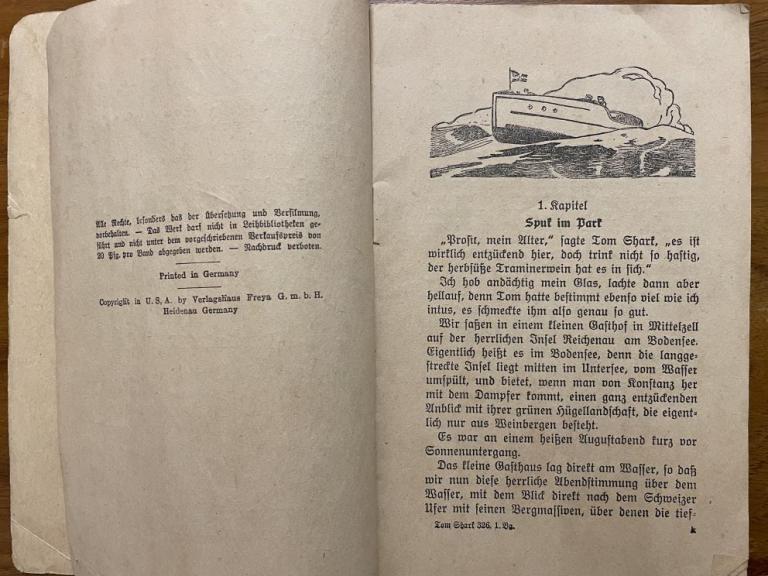 Alle Rechte, besonders das der Übersetzung und Verfilmung,
vorbehalten. — Das Werk darf nicht in Leihbibliotheken ge-
führt und nicht unter dem vorgeschriebenen Verkaufspreis von
20 Pfg. pro Band abgegeben werden. — Nachdruck verboten.
Printed in Germany
Copyright in U. S. A. by Verlagshaus Freya G. m. b. H.
Heidenau Germany
1. Kapitel
Spuk im Park
„Prosit, mein Alter,“ sagte Tom Shark, „es ist
wirklich entzückend hier, doch trink nicht so hastig,
der herbsüße Traminerwein hat es in sich.“
Ich hob andächtig mein Glas, lachte dann aber
hellauf, denn Tom hatte bestimmt ebenso viel wie ich
intus, es schmeckte ihm also genau so gut.
Wir saßen in einem kleinen Gasthof in Mittelzell
auf der herrlichen Insel Reichenau am Bodensee.
Eigentlich heißt es im Bodensee, denn die langge-
streckte Insel liegt mitten im Untersee, vom Wasser
umspült, und bietet, wenn man von Konstanz her
mit dem Dampfer kommt, einen ganz entzückenden
Anblick mit ihrer grünen Hügellandschaft, die eigent-
lich nur aus Weinbergen besteht.
Es war an einem heißen Augustabend kurz vor
Sonnenuntergang.
Das kleine Gasthaus lag direkt am Wasser, so daß
wir nun diese herrliche Abendstimmung über dem
Wasser, mit dem Blick direkt nach dem Schweizer
Ufer mit seinen Bergmassiven, über denen die tief-
Tom Shark 326, 1. Bg.